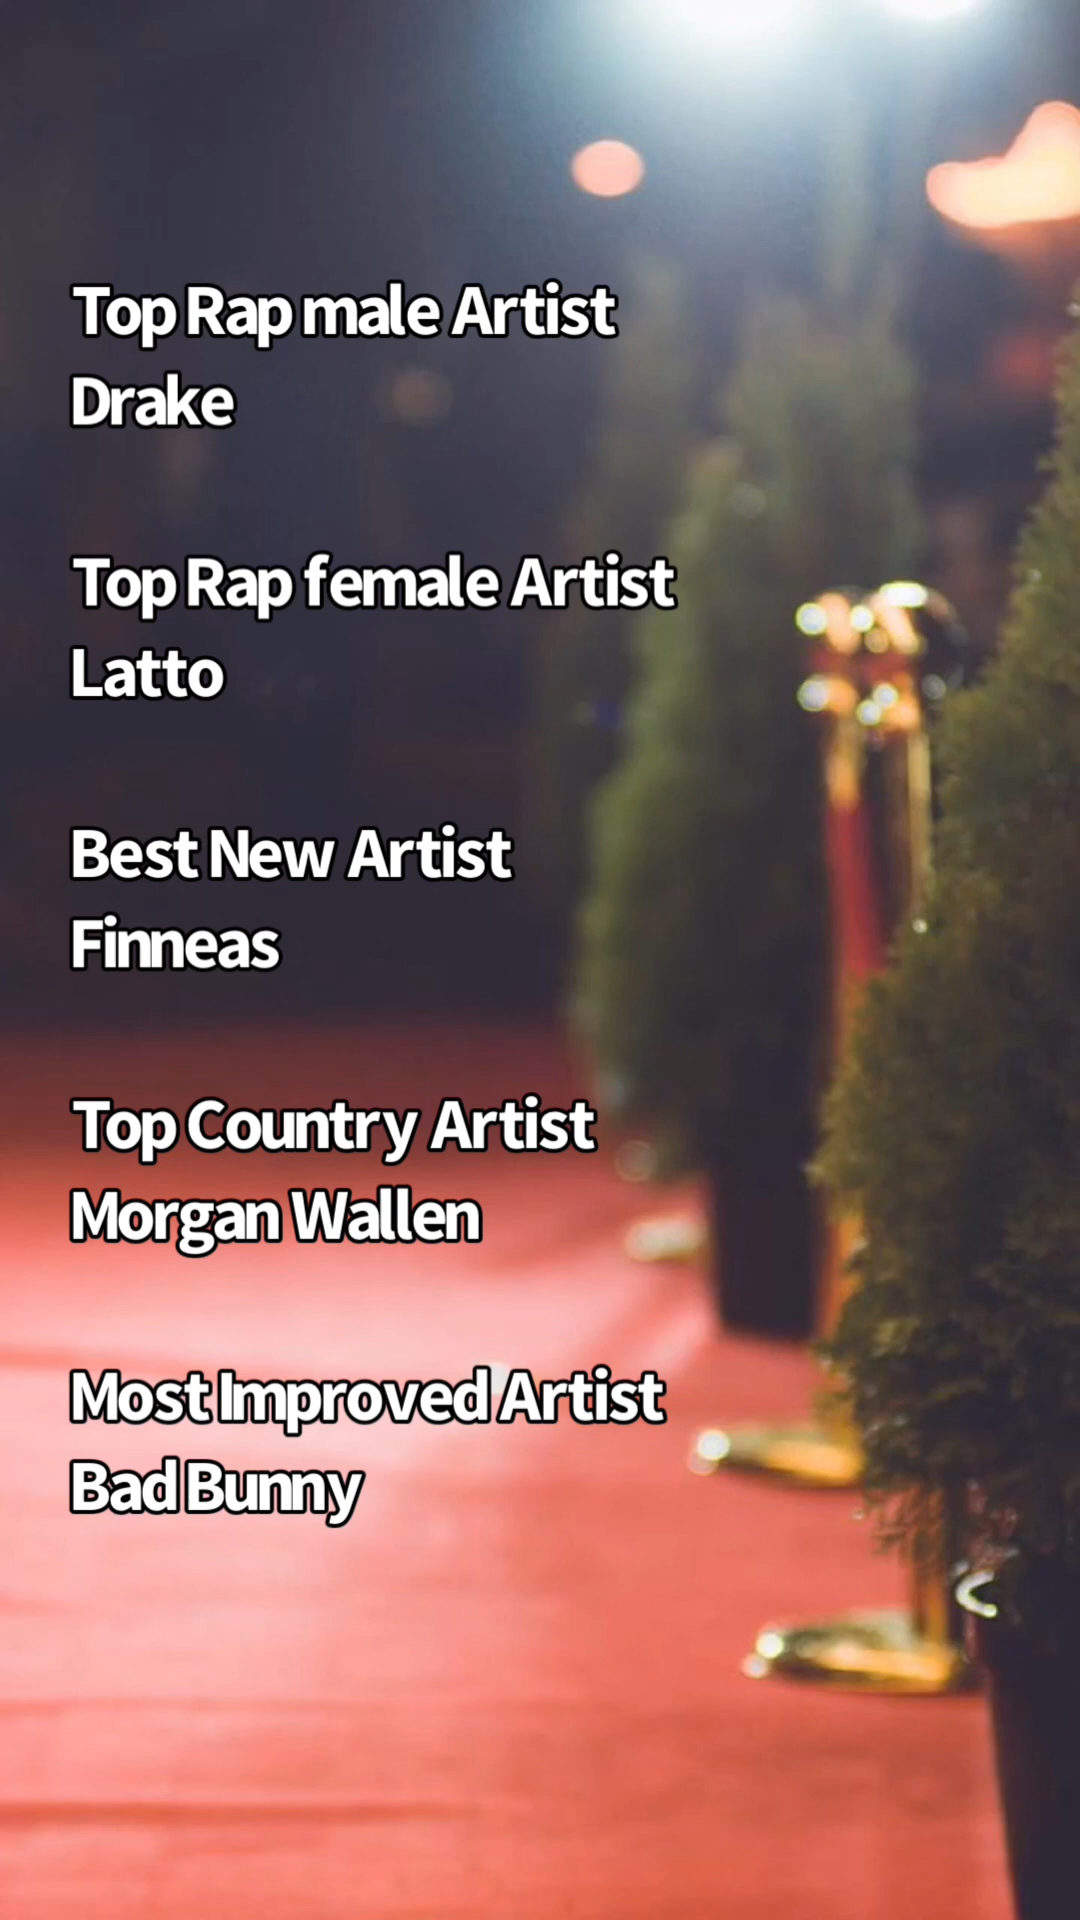 Top Rap male Artist
Drake
Top Rap female Artist
Latto
Best New Artist
Finneas
Top Country Artist
Morgan Wallen
Most Improved Artist
Bad Bunny